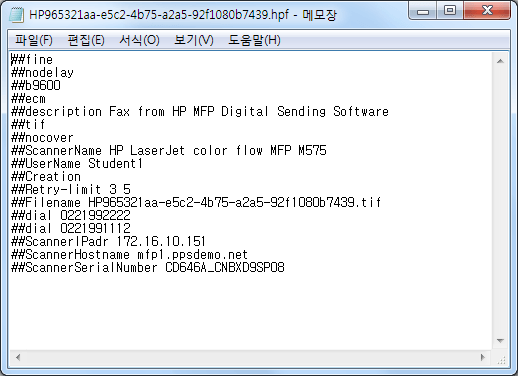 HP965321aa-e5c2-4b75-a2a5-92f1080b7439.hpf - 메모장
파일(F) 편집(E) 서식(O) 보기(V) 도움말(H)
##fine
##nodelay
##b9600
##ecm
##description Fax from HP MFP Digital Sending Software
##tif
##nocover
##ScannerName HP LaserJet color flow MFP M575
##UserName Student1
##Creation
##Retry-limit 3 5
##Filename HP965321aa-e5c2-4b75-a2a5-92f1080b7439.tif
##dial 0221992222
##dial 0221991112
##ScannerIPadr 172.16.10.151
##ScannerHostname mfp1.ppsdemo.net
##ScannerSerialNumber CD646A_CNBXD9SP08